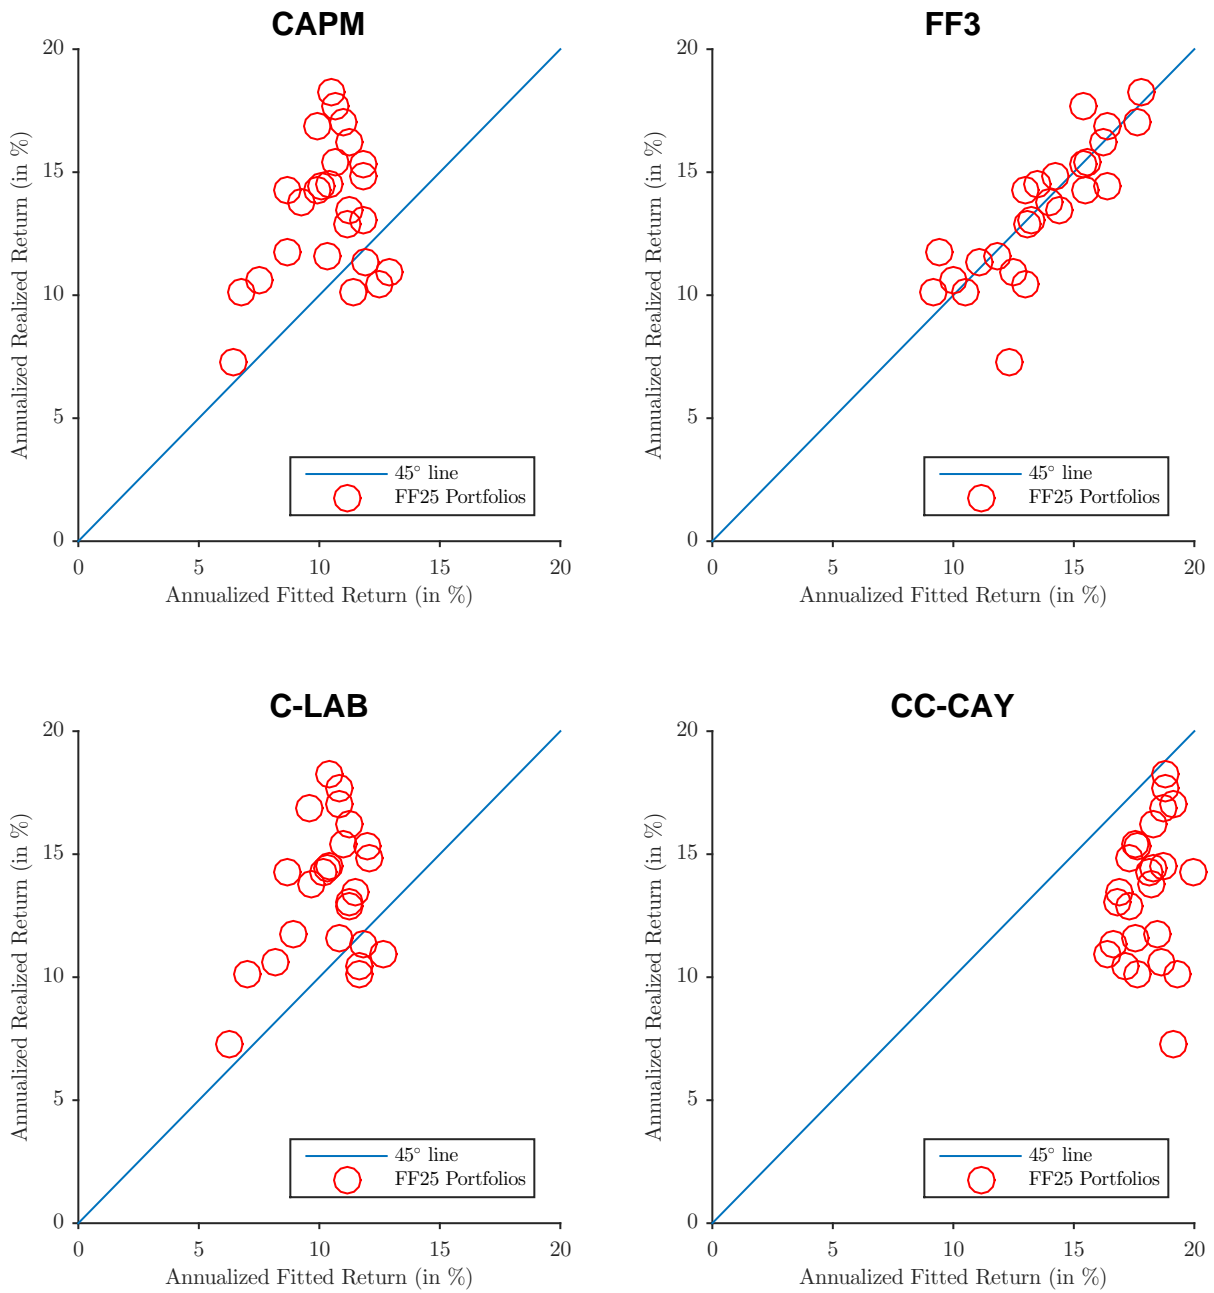 CAPM
20
15
10
5
0
Annualized Realized Return (in %)
45° line
FF25 Portfolios
0 5 10 15 20
Annualized Fitted Return (in %)
FF3
20
15
10
5
0
Annualized Realized Return (in %)
45° line
FF25 Portfolios
0 5 10 15 20
Annualized Fitted Return (in %)
C-LAB
20
15
10
5
0
Annualized Realized Return (in %)
45° line
FF25 Portfolios
0 5 10 15 20
Annualized Fitted Return (in %)
CC-CAY
20
15
10
5
0
Annualized Realized Return (in %)
45° line
FF25 Portfolios
0 5 10 15 20
Annualized Fitted Return (in %)